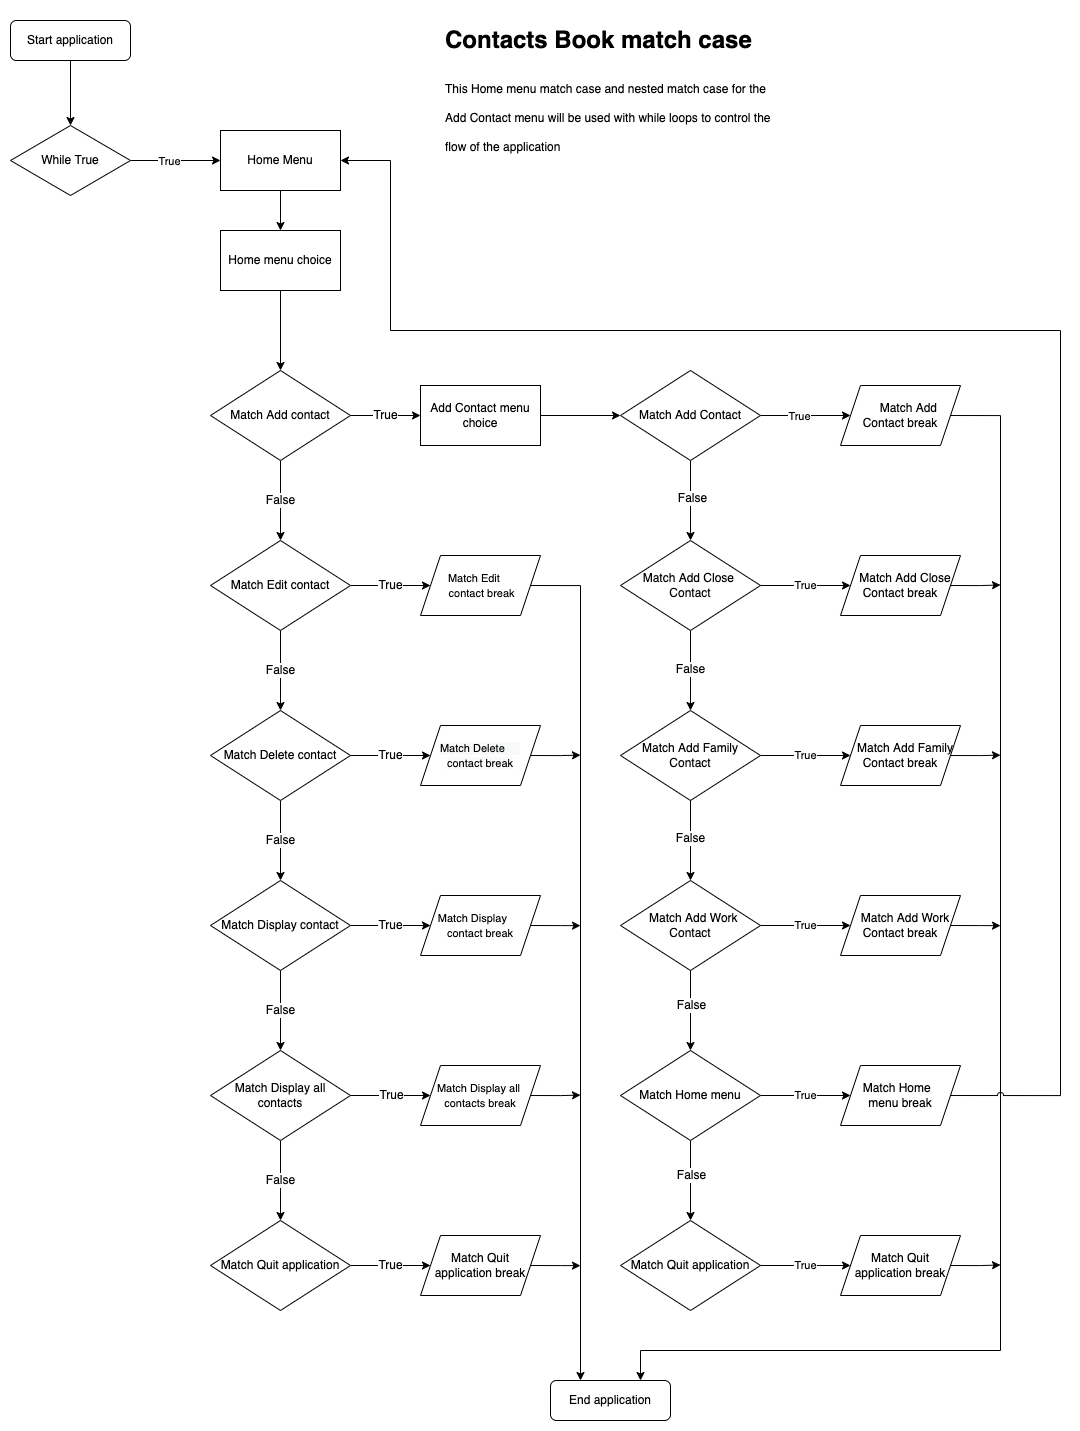 Start application
Contacts Book match case
This Home menu match case and nested match case for the
Add Contact menu will be used with while loops to control the
flow of the application
While True
True
Home Menu
Home menu choice
Match Add contact
True
Add Contact menu
choice
Match Add Contact
True
Match Add
Contact break
False
False
Match Edit contact
True
Match Edit
contact break
Match Add Close
Contact
True
Match Add Close
Contact break
False
False
Match Delete contact
True
Match Delete
contact break
Match Add Family
Contact
True
Match Add Family
Contact break
False
False
Match Display contact
True
Match Display
contact break
Match Add Work
Contact
True
Match Add Work
Contact break
False
False
Match Display all
contacts
True
Match Display all
contacts break
Match Home menu
True
Match Home
menu break
False
False
Match Quit application
True
Match Quit
application break
Match Quit application
True
Match Quit
application break
End application